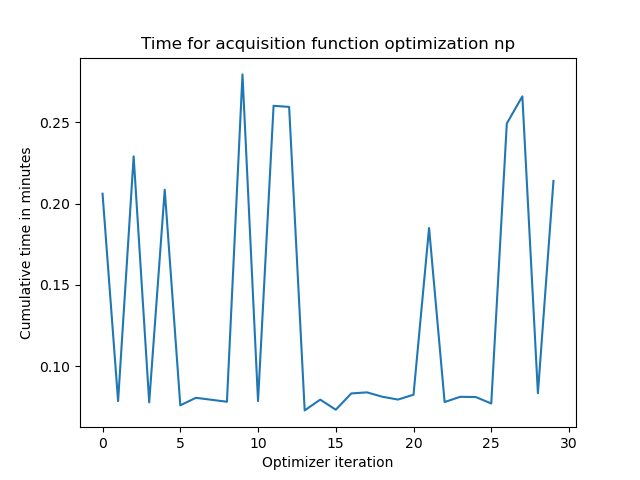 Time for acquisition function optimization np
Cumulative time in minutes
0.25
0.20
0.15
0.10
0 5 10 15 20 25 30
Optimizer iteration